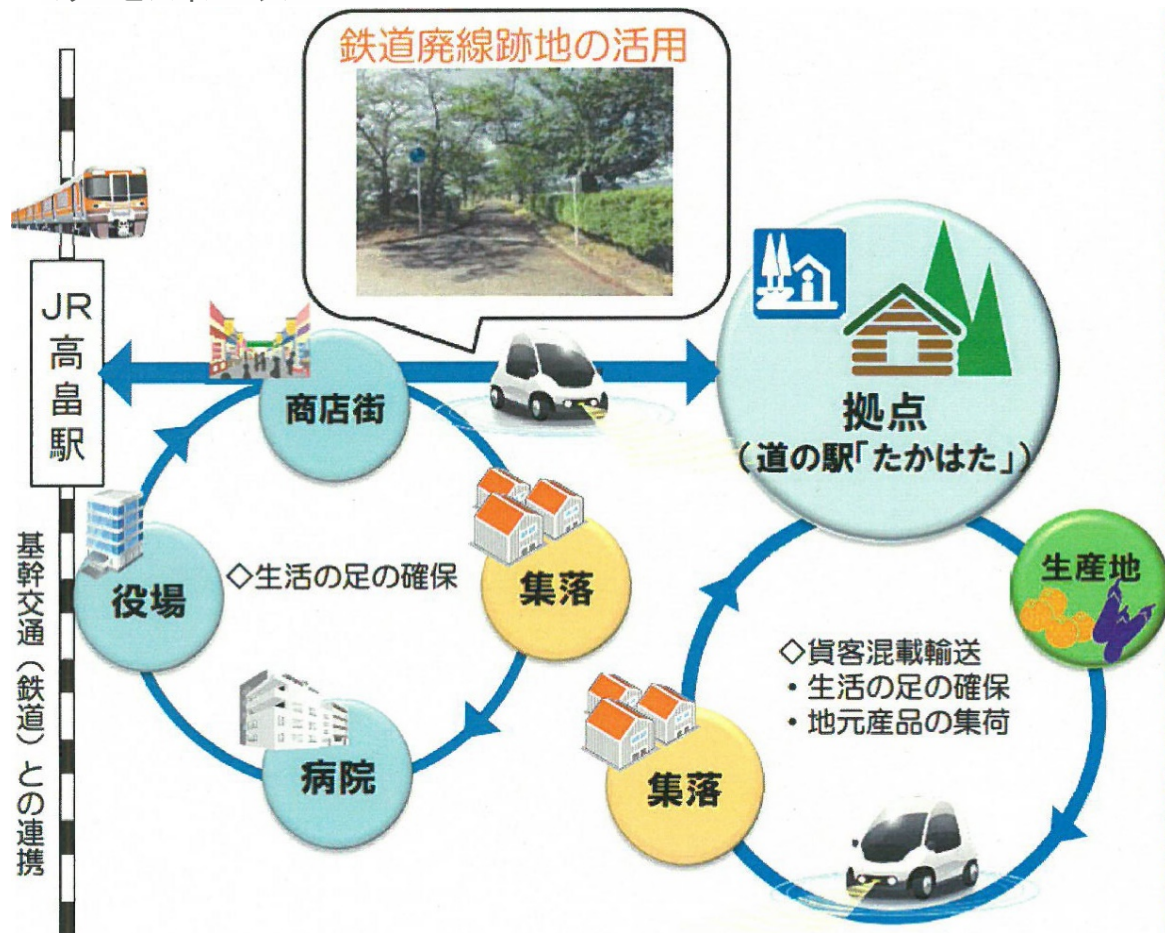 鉄道廃線跡地の活用
JR高畠駅
商店街
拠点
(道の駅「たかはた」)
役場
◇生活の足の確保
集落
生産地
病院
◇貨客混載輸送
・生活の足の確保
・地元産品の集荷
集落
基幹交通(鉄道)との連携